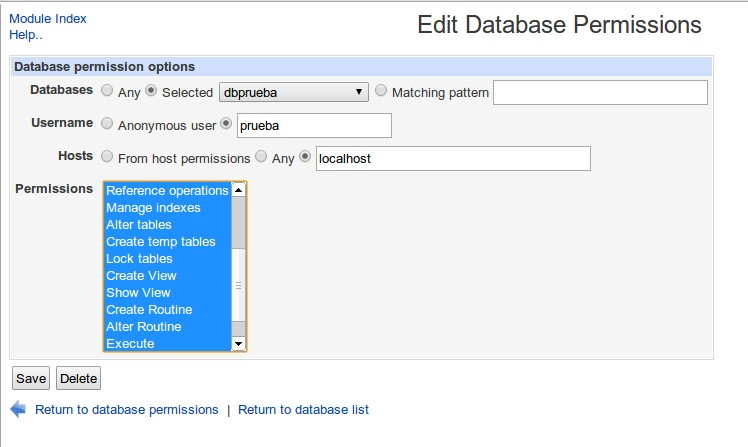 Module Index
Help..
Edit Database Permissions
Database permission options
Databases Any Selected dbprueba Matching pattern
Username Anonymous user prueba
Hosts From host permissions Any localhost
Permissions Reference operations
Manage indexes
Alter tables
Create temp tables
Lock tables
Create View
Show View
Create Routine
Alter Routine
Execute
Save Delete
Return to database permissions | Return to database list